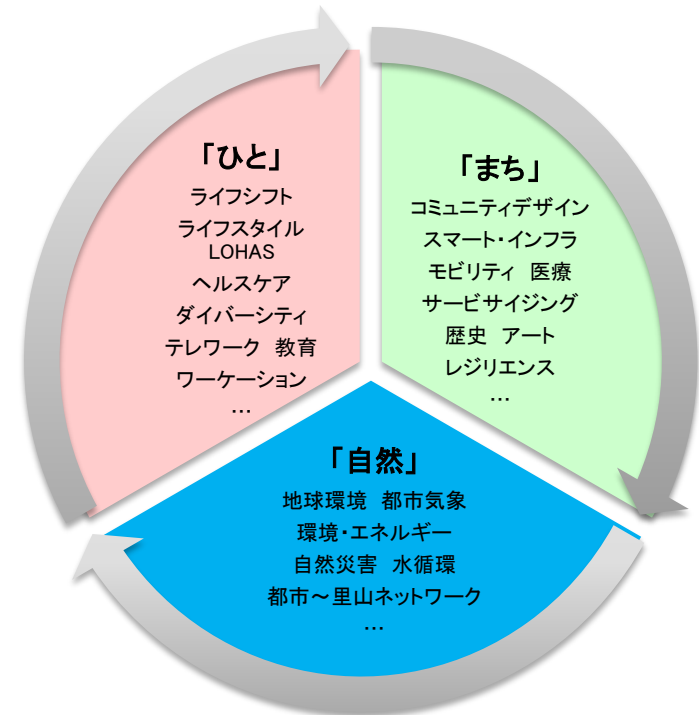 「ひと」
ライフシフト
ライフスタイル
LOHAS
ヘルスケア
ダイバーシティ
テレワーク　教育
ワーケーション
…
「まち」
コミュニティデザイン
スマート・インフラ
モビリティ　医療
サービサイジング
歴史　アート
レジリエンス
…
「自然」
地球環境　都市気象
環境・エネルギー
自然災害　水循環
都市～里山ネットワーク
…